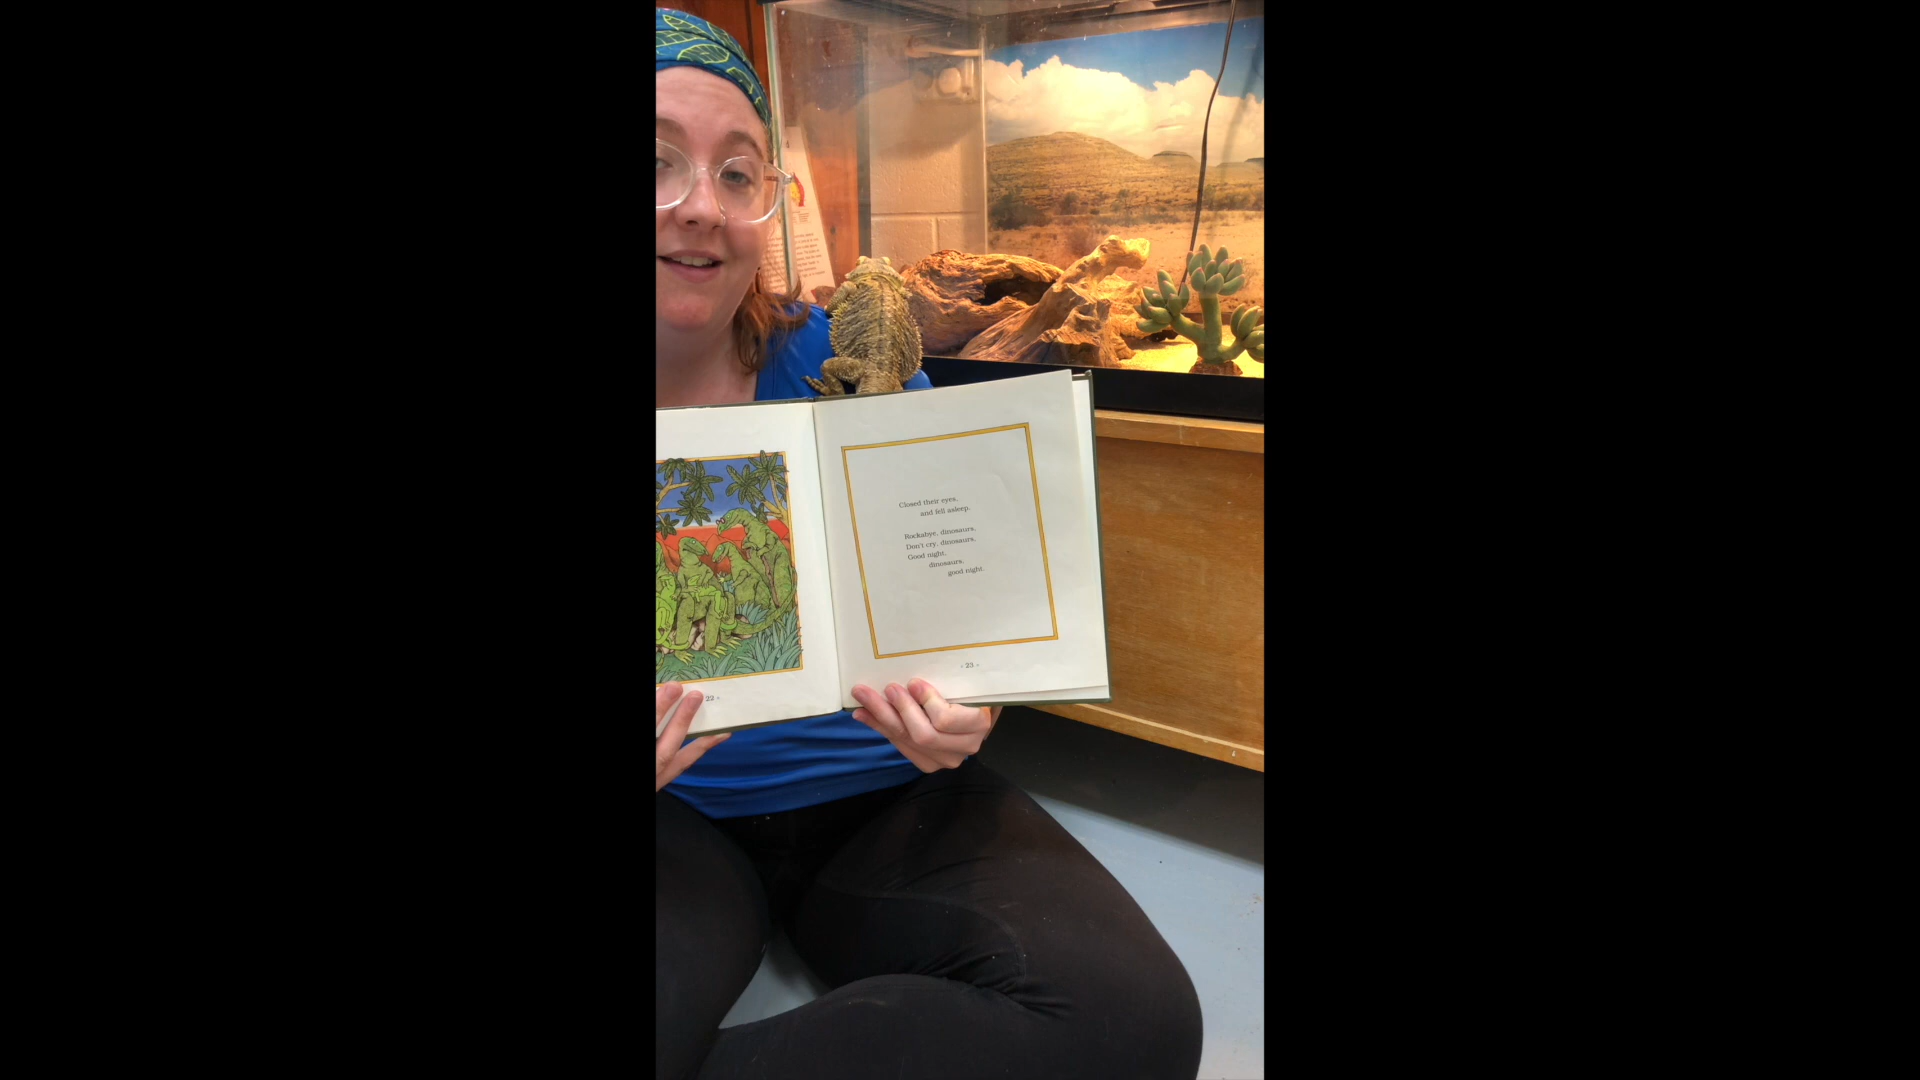 Closed their eyes,
and fell asleep.
Rockabye, dinosaurs,
Don't cry, dinosaurs,
Good night,
dinosaurs,
good night.
22
23